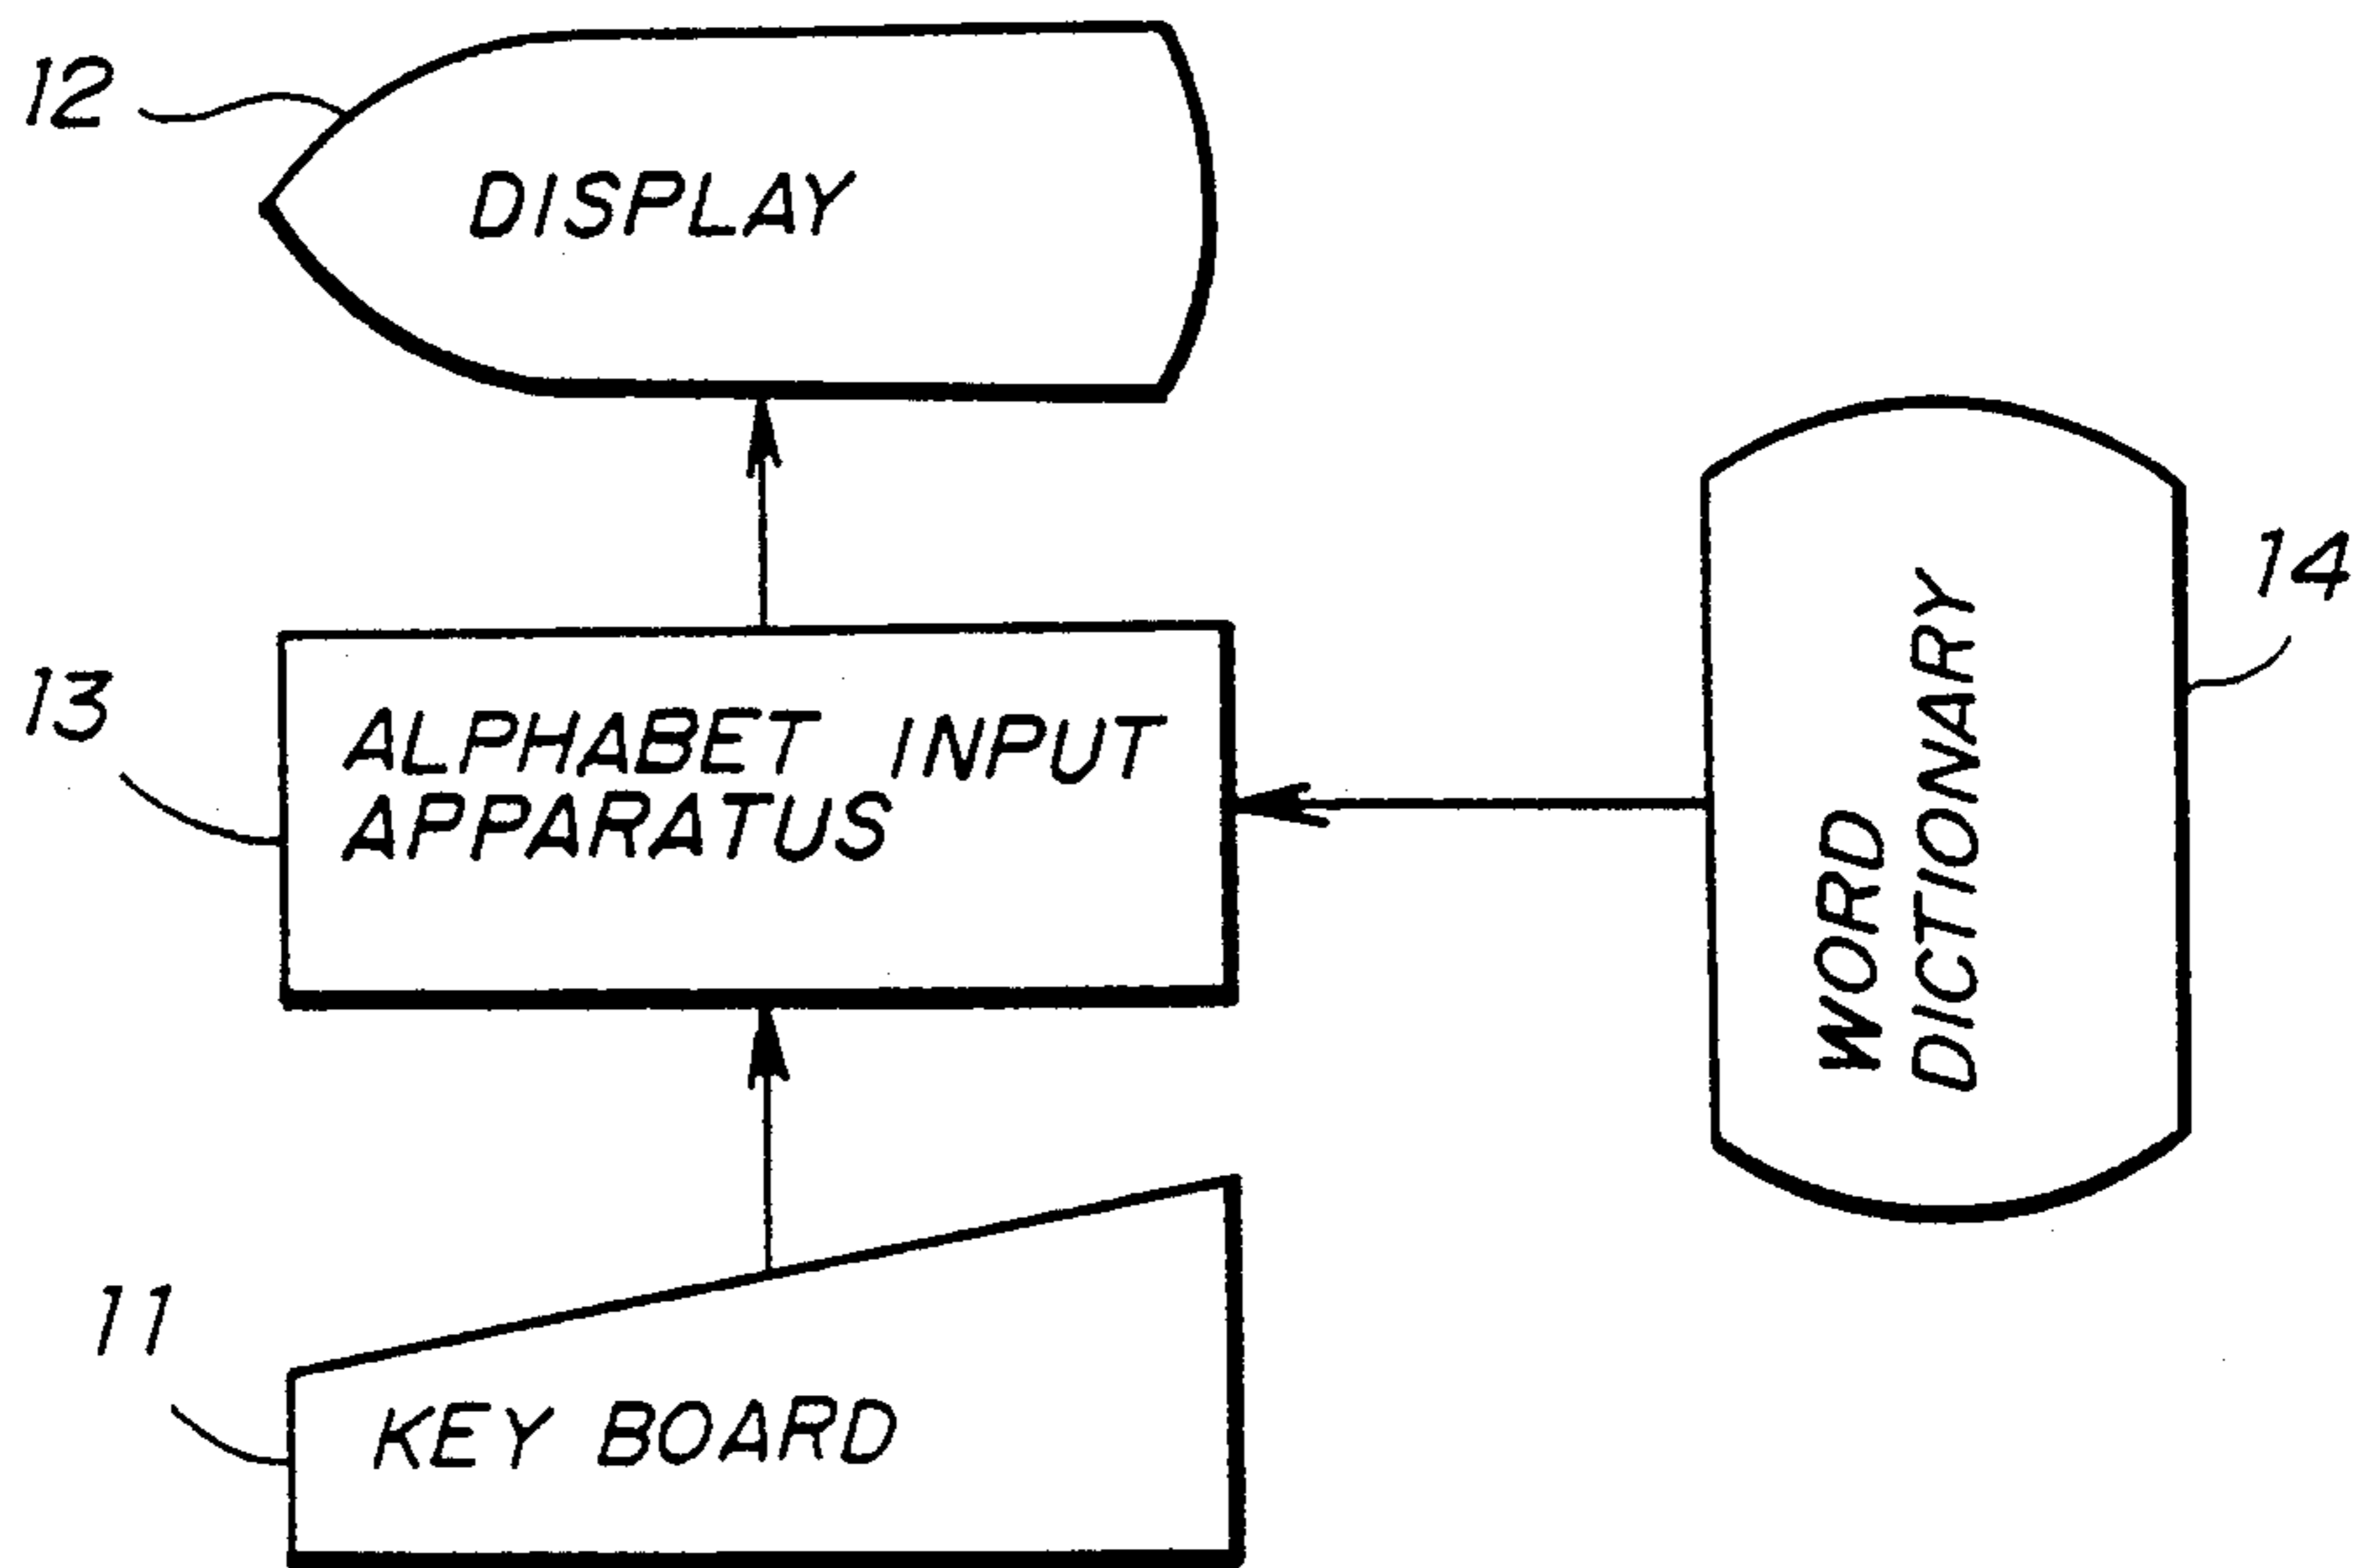 12
DISPLAY
13
ALPHABET INPUT
APPARATUS
14
WORD
DICTIONARY
11
KEY BOARD